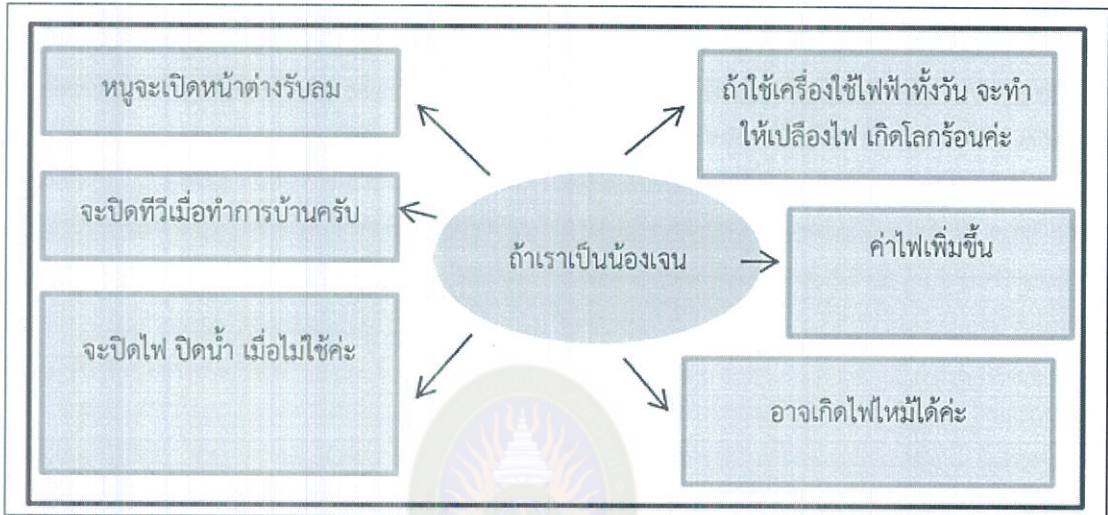 หนูจะเปิดหน้าต่างรับลม
จะปิดทีวีเมื่อทำการบ้านครับ
จะปิดไฟ ปิดน้ำ เมื่อไม่ใช้ค่ะ
ถ้าเราเป็นน้องเจน
ถ้าใช้เครื่องใช้ไฟฟ้าทั้งวัน จะทำ
ให้เปลืองไฟ เกิดโลกร้อนค่ะ
ค่าไฟเพิ่มขึ้น
อาจเกิดไฟไหม้ได้ค่ะ